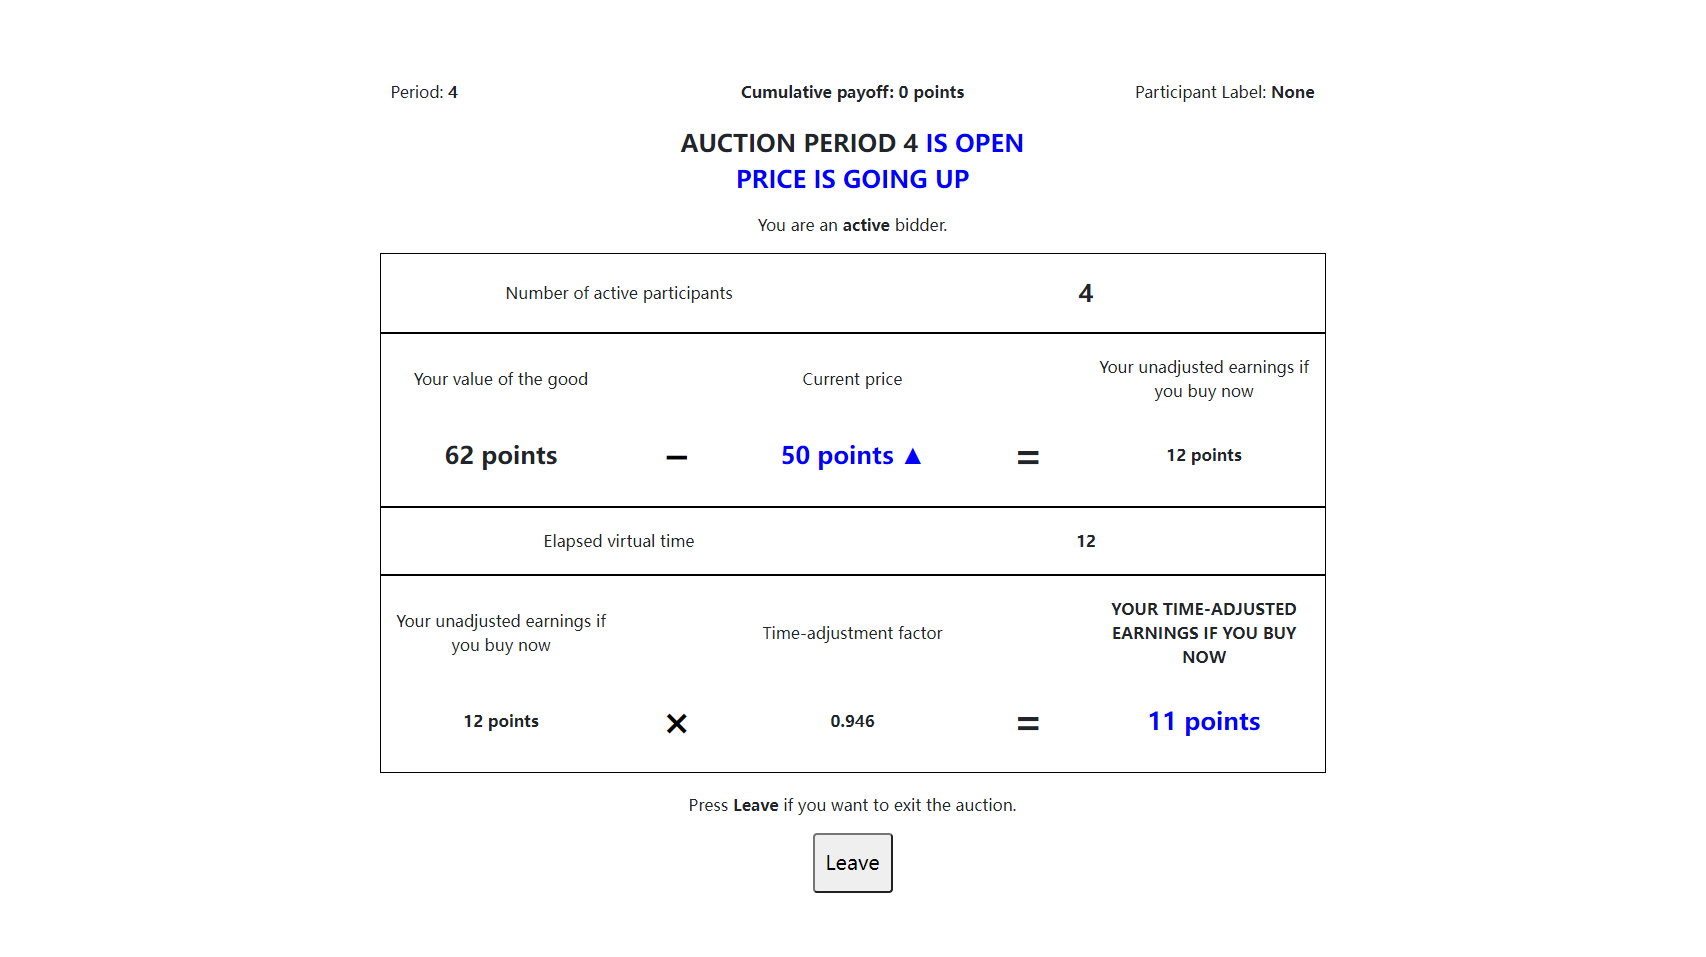 Period: 4
Cumulative payoff: 0 points
Participant Label: None
AUCTION PERIOD 4 IS OPEN
PRICE IS GOING UP
You are an active bidder.
Number of active participants
4
Your value of the good
Current price
Your unadjusted earnings if
you buy now
62 points
−
50 points ▲
=
12 points
Elapsed virtual time
12
Your unadjusted earnings if
you buy now
Time-adjustment factor
YOUR TIME-ADJUSTED
EARNINGS IF YOU BUY
NOW
12 points
×
0.946
=
11 points
Press Leave if you want to exit the auction.
Leave